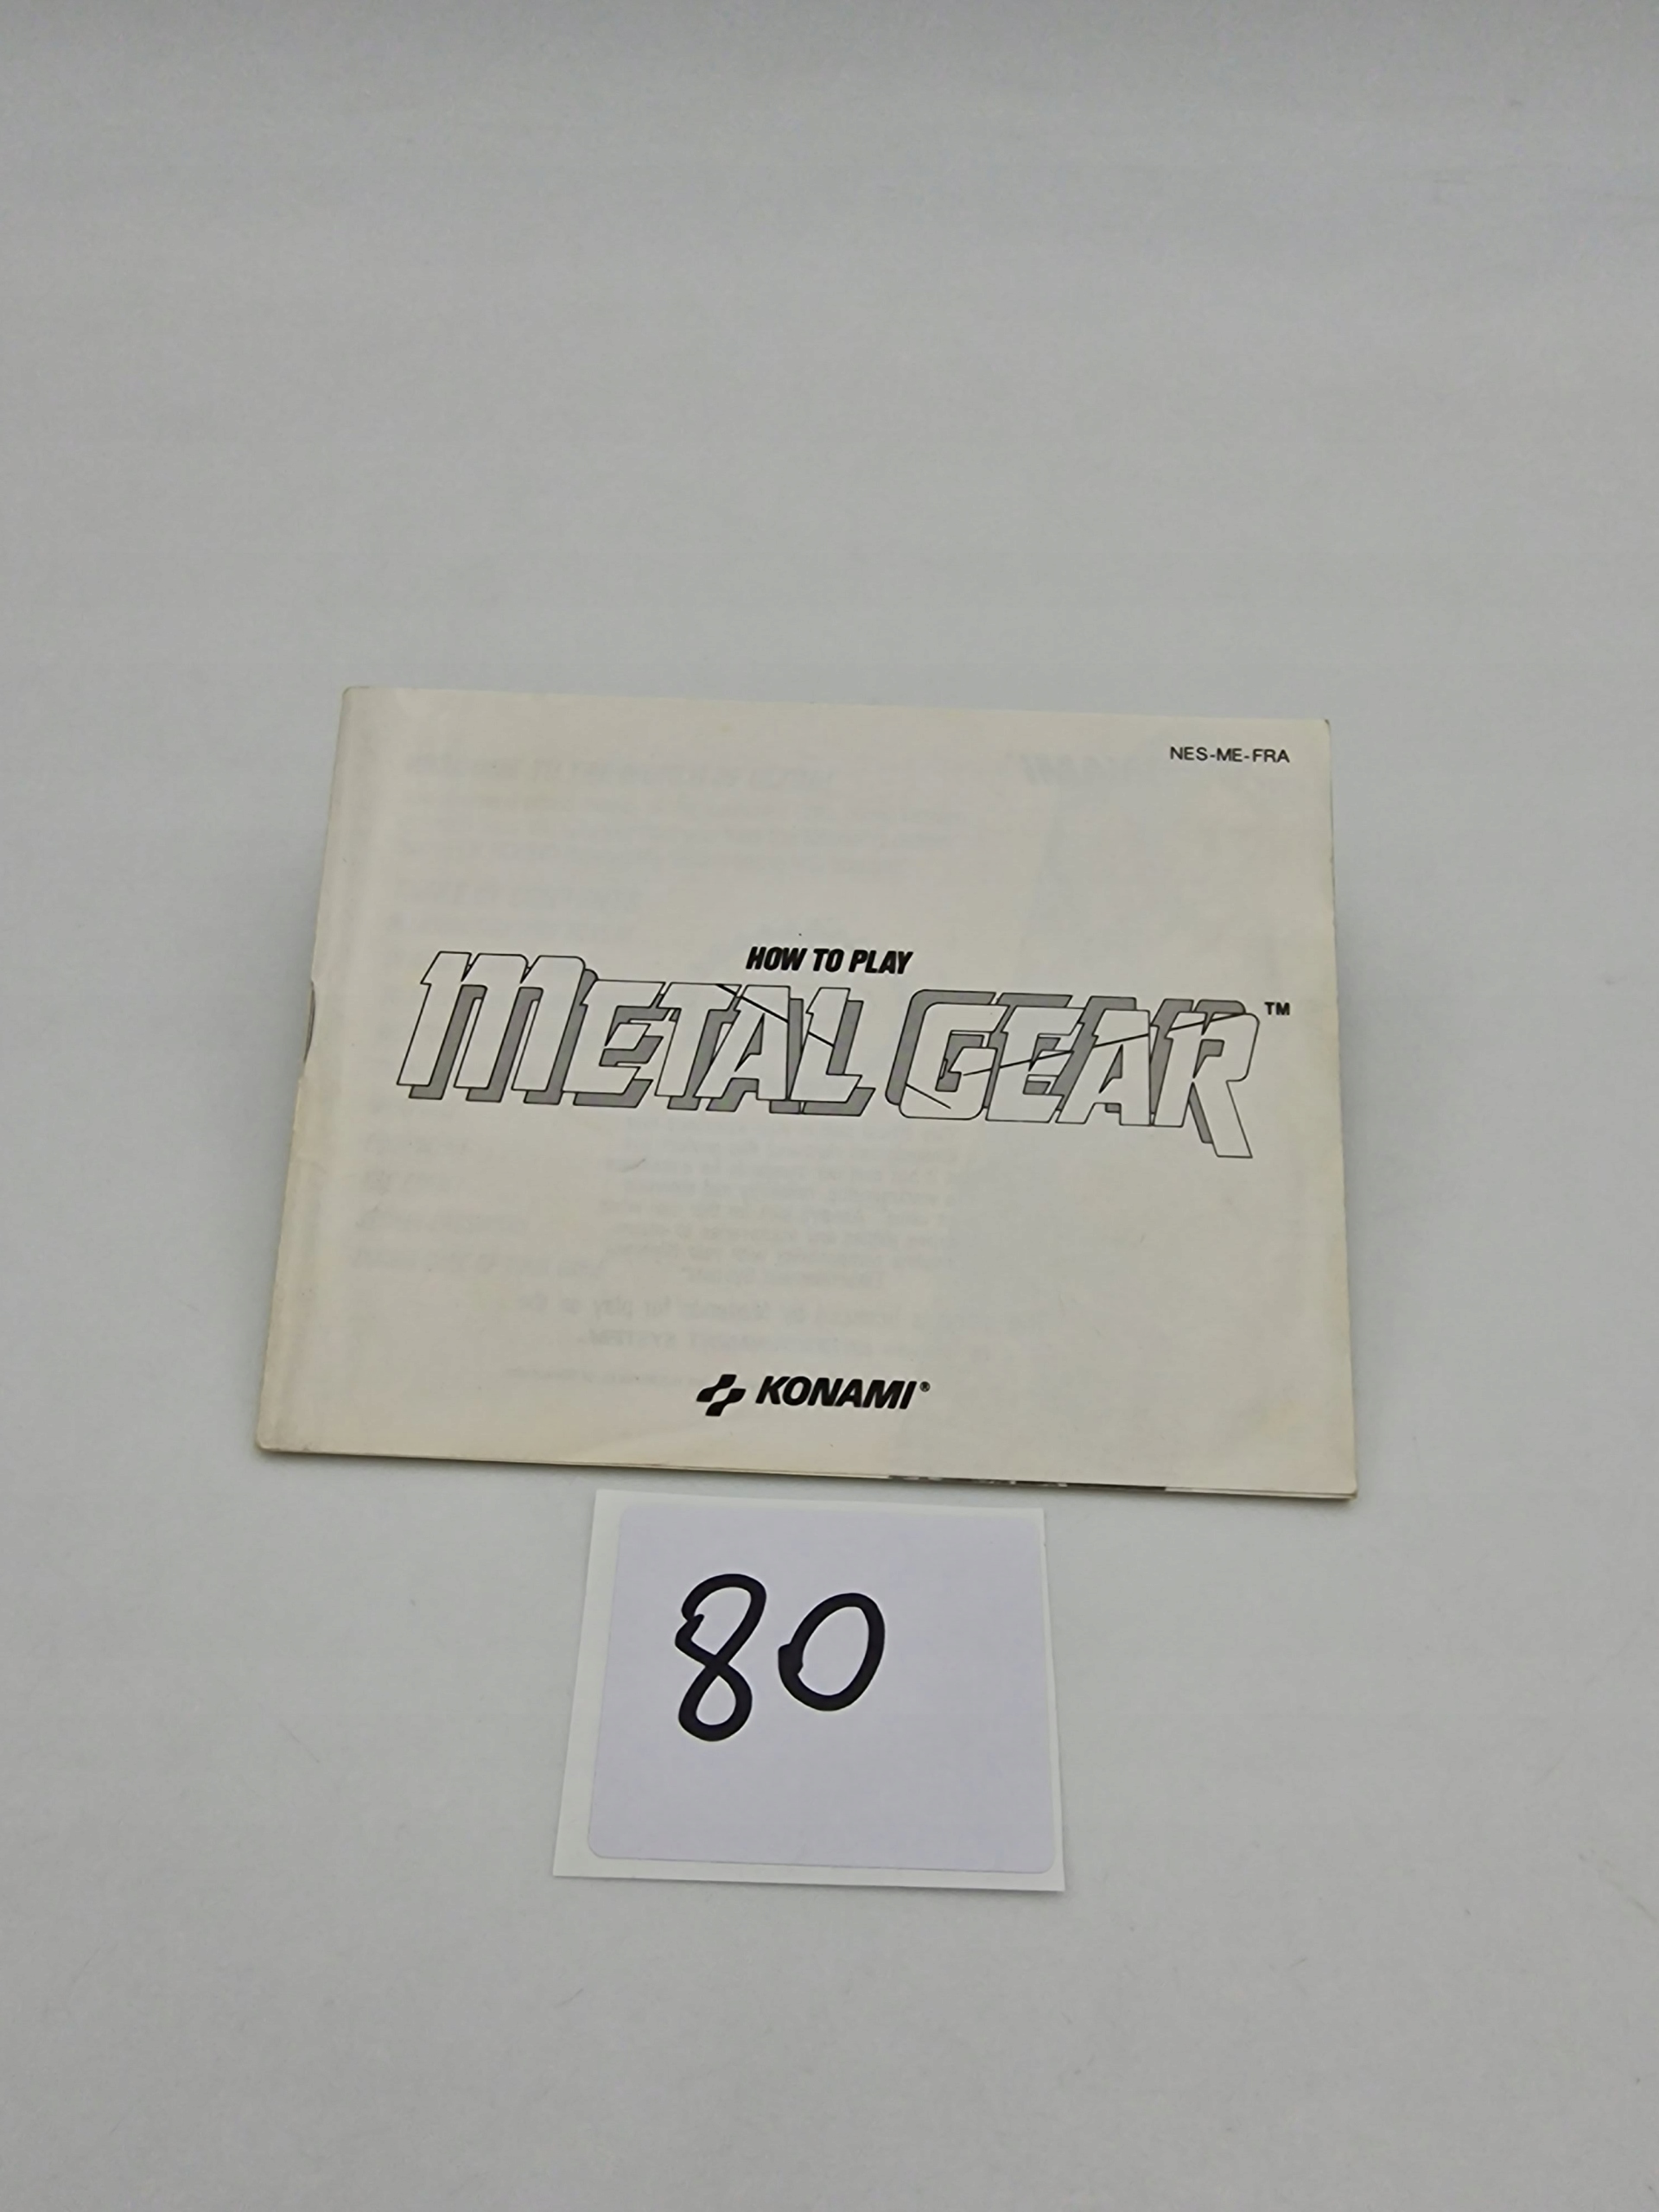 NES-ME-FRA
HOW TO PLAY
METAL GEAR™
KONAMI®
80